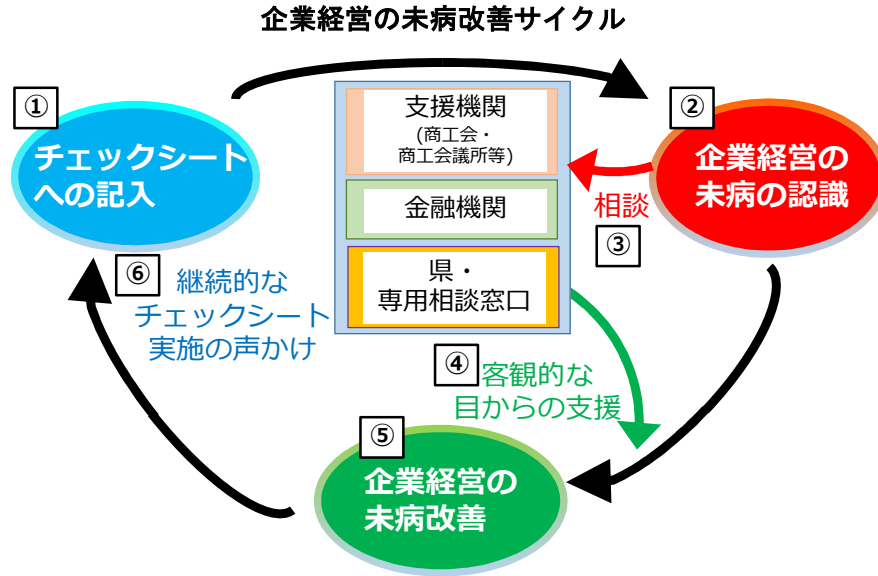 企業経営の未病改善サイクル
①
チェックシート
への記入
支援機関
(商工会・
商工会議所等)
金融機関
県・
専用相談窓口
②
企業経営の
未病の認識
相談
③
④
客観的な
目からの支援
⑤
企業経営の
未病改善
⑥
継続的な
チェックシート
実施の声かけ